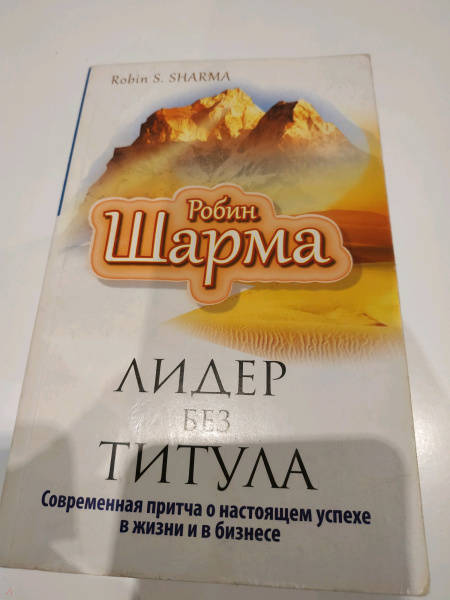 Robin S. SHARMA
Робин
Шарма
ЛИДЕР
БЕЗ
ТИТУЛА
Современная притча о настоящем успехе
в жизни и в бизнесе